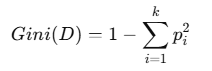 Gini(D) = 1 - \sum_{i=1}^{k} p_i^2